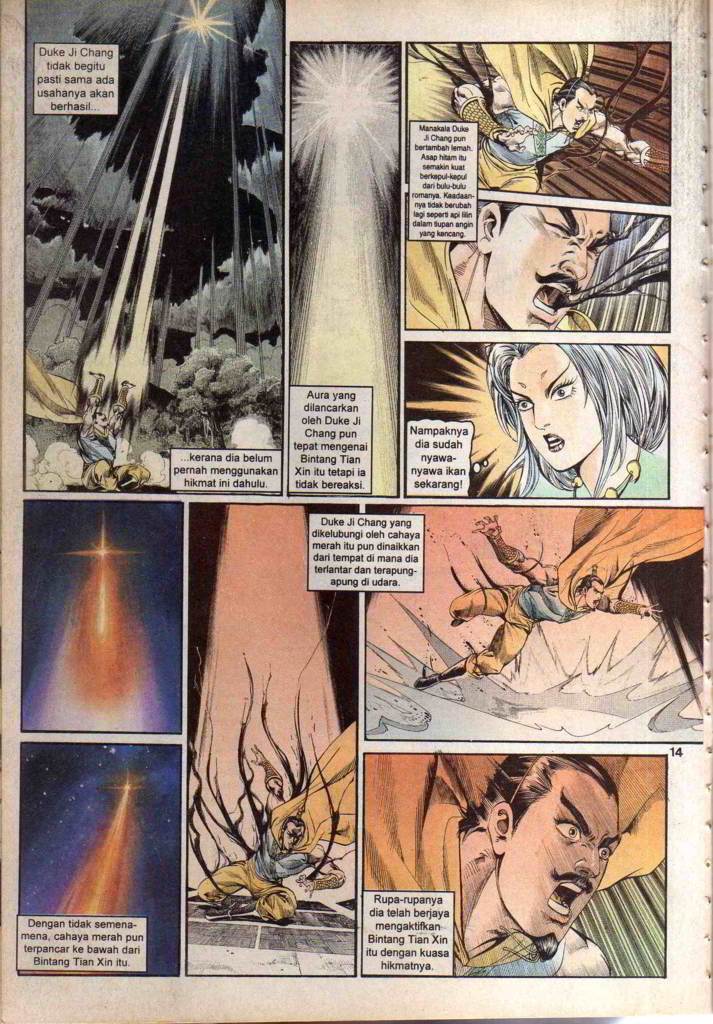 Duke Ji Chang
tidak begitu
pasti sama ada
usahanya akan
berhasil...
...kerana dia belum
pernah menggunakan
hikmat ini dahulu.
Aura yang
dilancarkan
oleh Duke Ji
Chang pun
tepat mengenai
Bintang Tian
Xin itu tetapi ia
tidak bereaksi.
Manakala Duke
Ji Chang pun
bertambah lemah.
Asap hitam itu
semakin kuat
berkepul-kepul
dari bulu-bulu
romanya. Keadaan-
nya tidak berubah
lagi seperti api lilin
dalam tiupan angin
yang kencang.
Nampaknya
dia sudah
nyawa-
nyawa ikan
sekarang!
Dengan tidak semena-
mena, cahaya merah pun
terpancar ke bawah dari
Bintang Tian Xin itu.
Duke Ji Chang yang
dikelubungi oleh cahaya
merah itu pun dinaikkan
dari tempat di mana dia
terlantar dan terapung-
apung di udara.
Rupa-rupanya
dia telah berjaya
mengaktifkan
Bintang Tian Xin
itu dengan kuasa
hikmatnya.
14